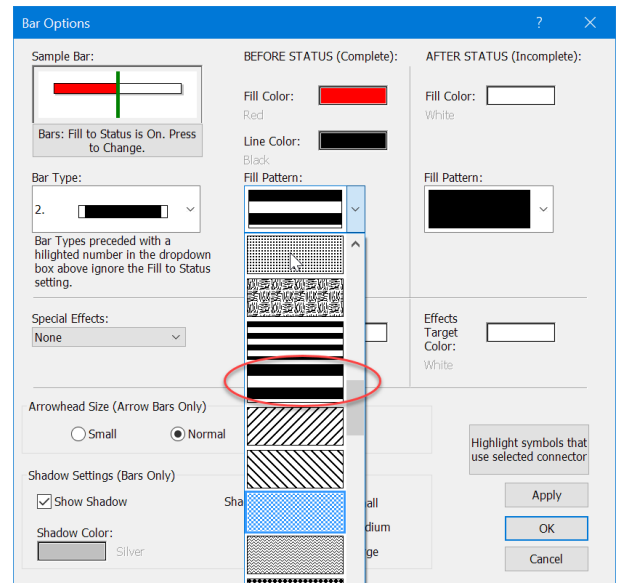 Bar Options
?
Sample Bar:
BEFORE STATUS (Complete):
AFTER STATUS (Incomplete):
Fill Color:
Red
Fill Color:
White
Bars: Fill to Status is On. Press
to Change.
Line Color:
Black
Bar Type:
Fill Pattern:
Fill Pattern:
2.
Bar Types preceded with a
hilighted number in the dropdown
box above ignore the Fill to Status
setting.
Special Effects:
None
Effects
Target
Color:
White
Arrowhead Size (Arrow Bars Only)
Small
Normal
Highlight symbols that
use selected connector
Shadow Settings (Bars Only)
Show Shadow
Sha
all
dium
ge
Shadow Color:
Silver
Apply
OK
Cancel